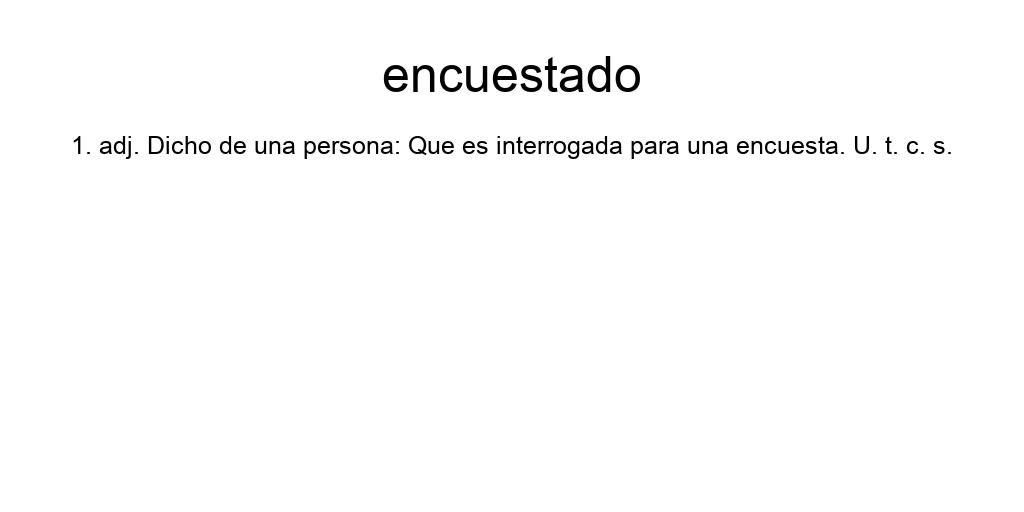 encuestado
1. adj. Dicho de una persona: Que es interrogada para una encuesta. U. t. c. s.